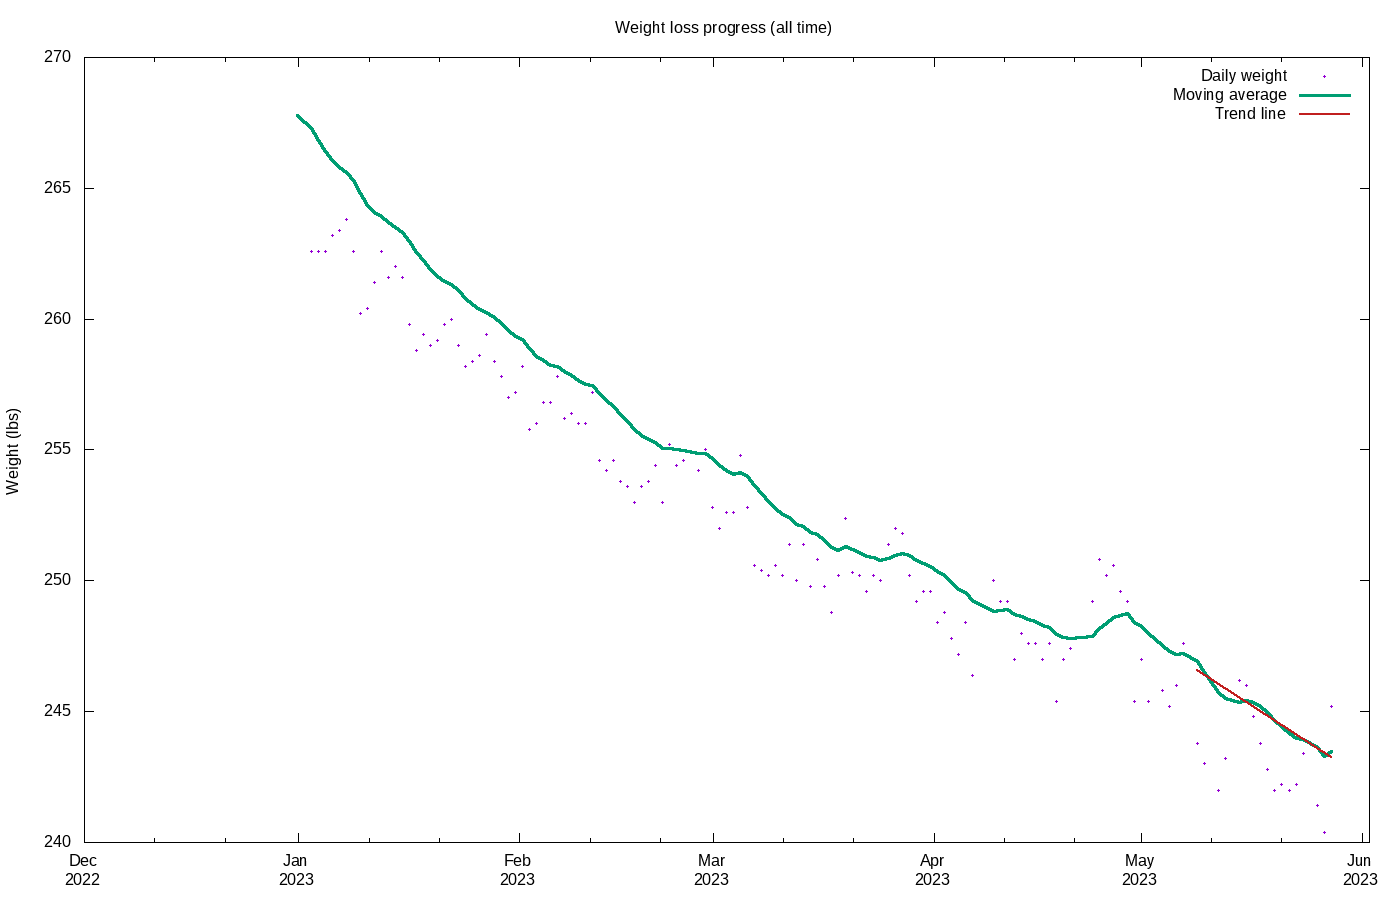 Weight loss progress (all time)
270
265
260
255
250
245
240
Weight (lbs)
Daily weight
Moving average
Trend line
Dec Jan Feb Mar Apr May Jun
2022 2023 2023 2023 2023 2023 2023